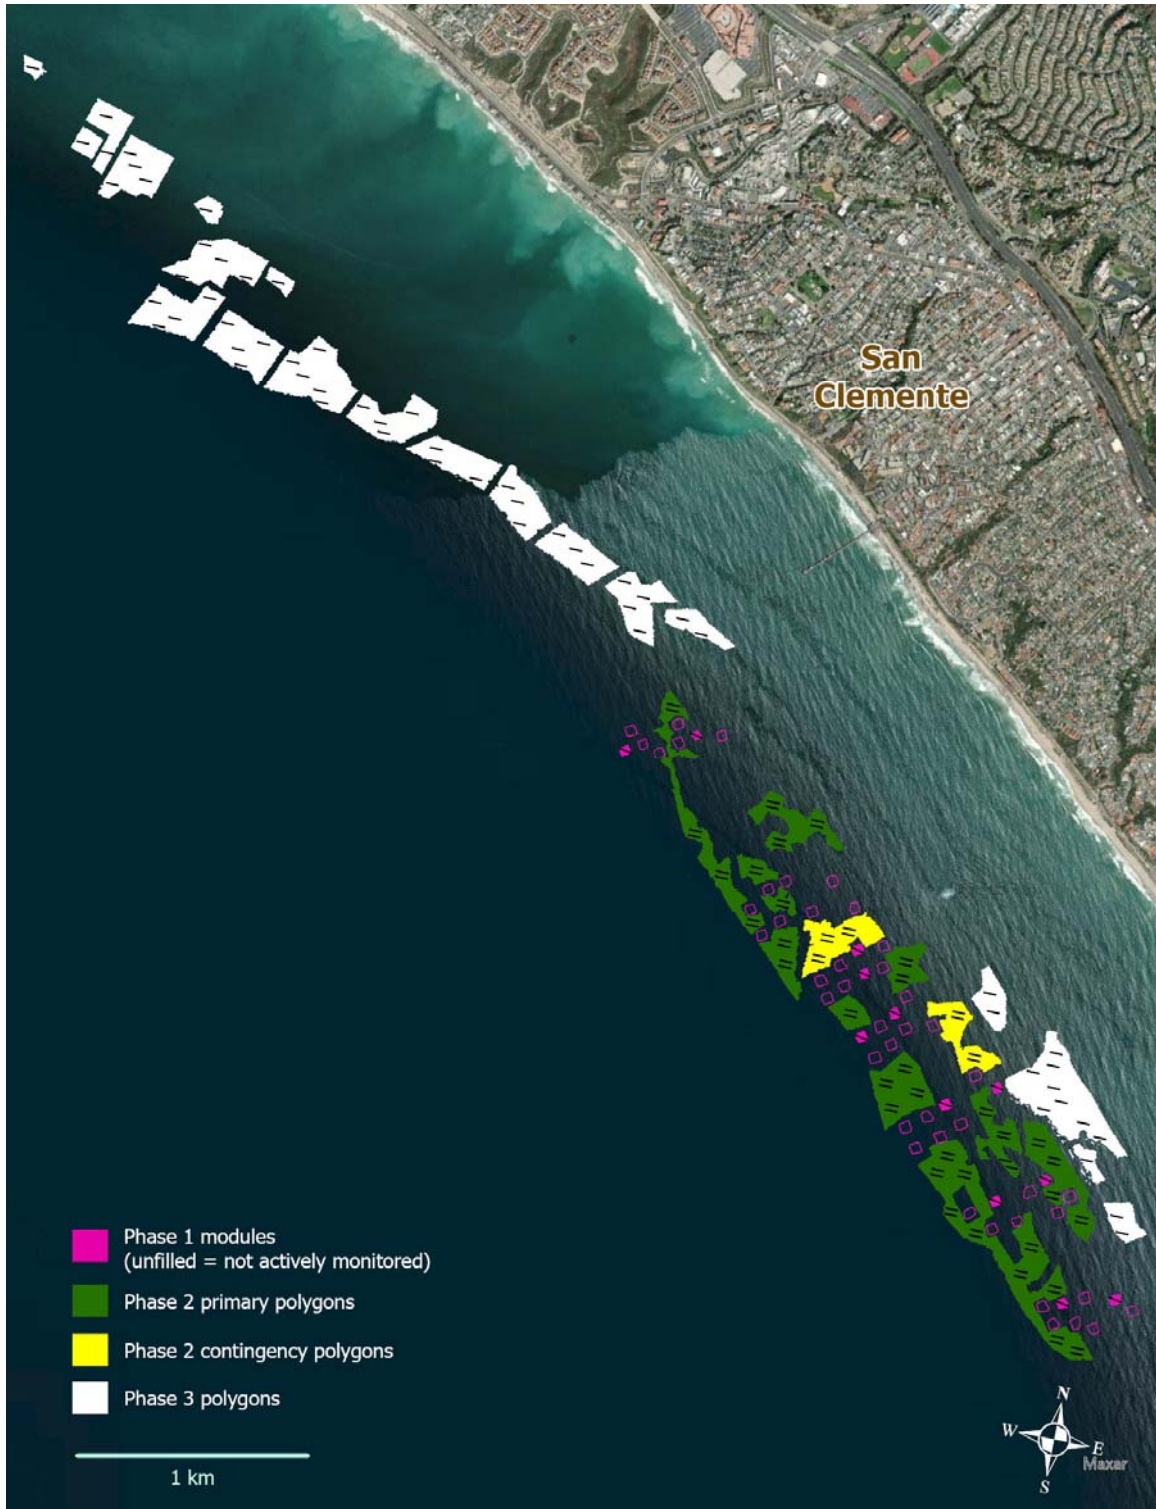 San
Clemente
Phase 1 modules
(unfilled = not actively monitored)
Phase 2 primary polygons
Phase 2 contingency polygons
Phase 3 polygons
1 km
N
W
E
S
Maxar